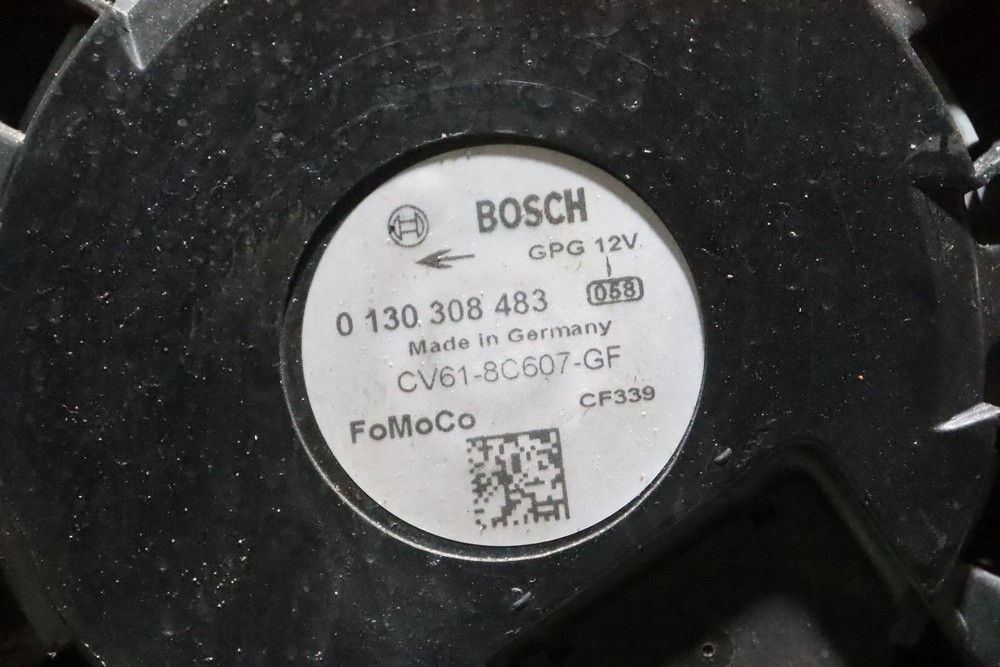 BOSCH
GPG 12V
0 130 308 483
058
Made in Germany
CV61-8C607-GF
CF339
FoMoCo